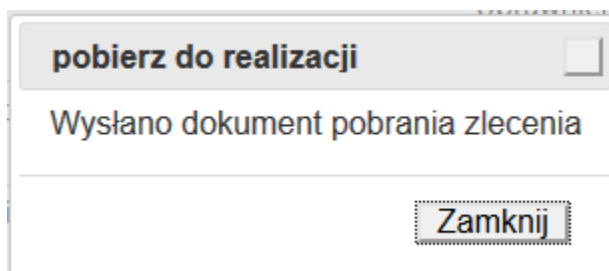 pobierz do realizacji
Wysłano dokument pobrania zlecenia
Zamknij